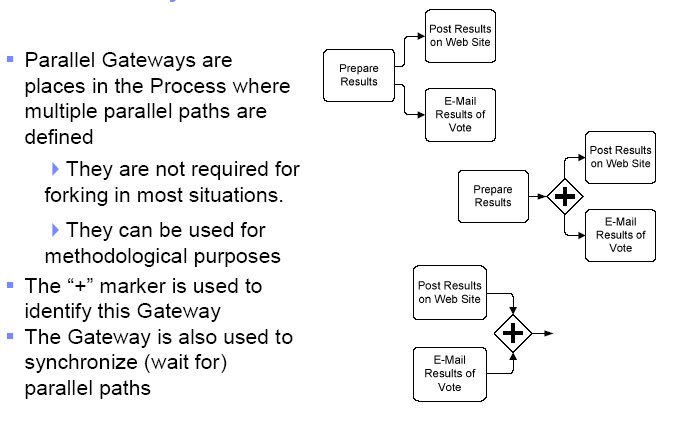 Parallel Gateways are
places in the Process where
multiple parallel paths are
defined
They are not required for
forking in most situations.
They can be used for
methodological purposes
The “+” marker is used to
identify this Gateway
The Gateway is also used to
synchronize (wait for)
parallel paths
Prepare
Results
Post Results
on Web Site
E-Mail
Results of
Vote
Prepare
Results
Post Results
on Web Site
E-Mail
Results of
Vote
Post Results
on Web Site
E-Mail
Results of
Vote